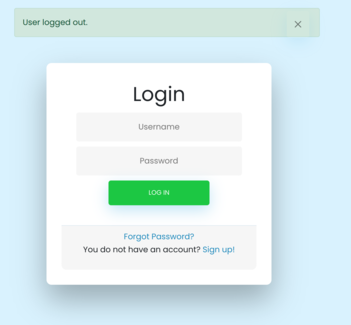 User logged out.
Login
Username
Password
LOG IN
Forgot Password?
You do not have an account? Sign up!